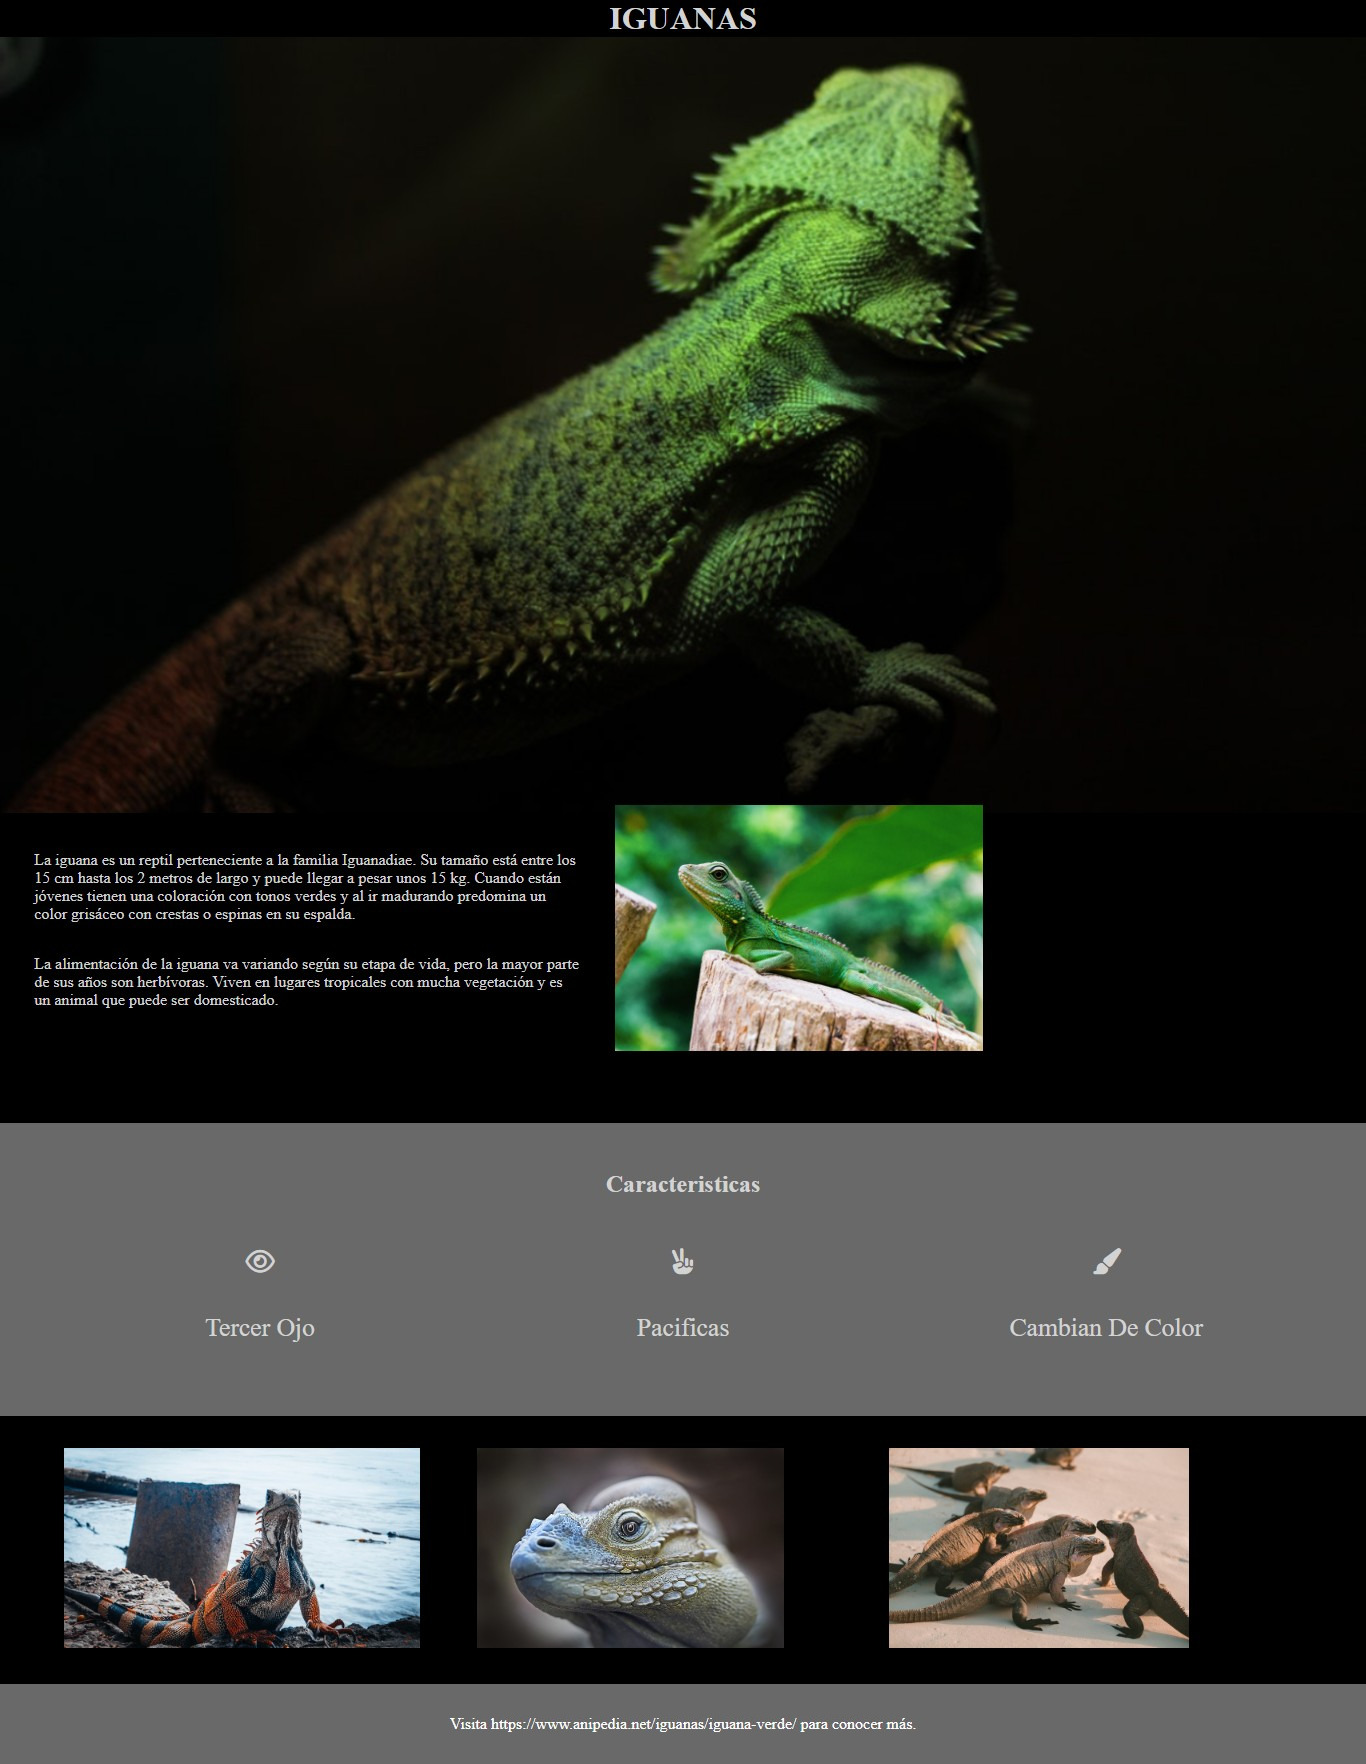 IGUANAS
La iguana es un reptil perteneciente a la familia Iguanadiae. Su tamaño está entre los
15 cm hasta los 2 metros de largo y puede llegar a pesar unos 15 kg. Cuando están
jóvenes tienen una coloración con tonos verdes y al ir madurando predomina un
color grisáceo con crestas o espinas en su espalda.
La alimentación de la iguana va variando según su etapa de vida, pero la mayor parte
de sus años son herbívoras. Viven en lugares tropicales con mucha vegetación y es
un animal que puede ser domesticado.
Caracteristicas
Tercer Ojo
Pacificas
Cambian De Color
Visita https://www.anipedia.net/iguanas/iguana-verde/ para conocer más.